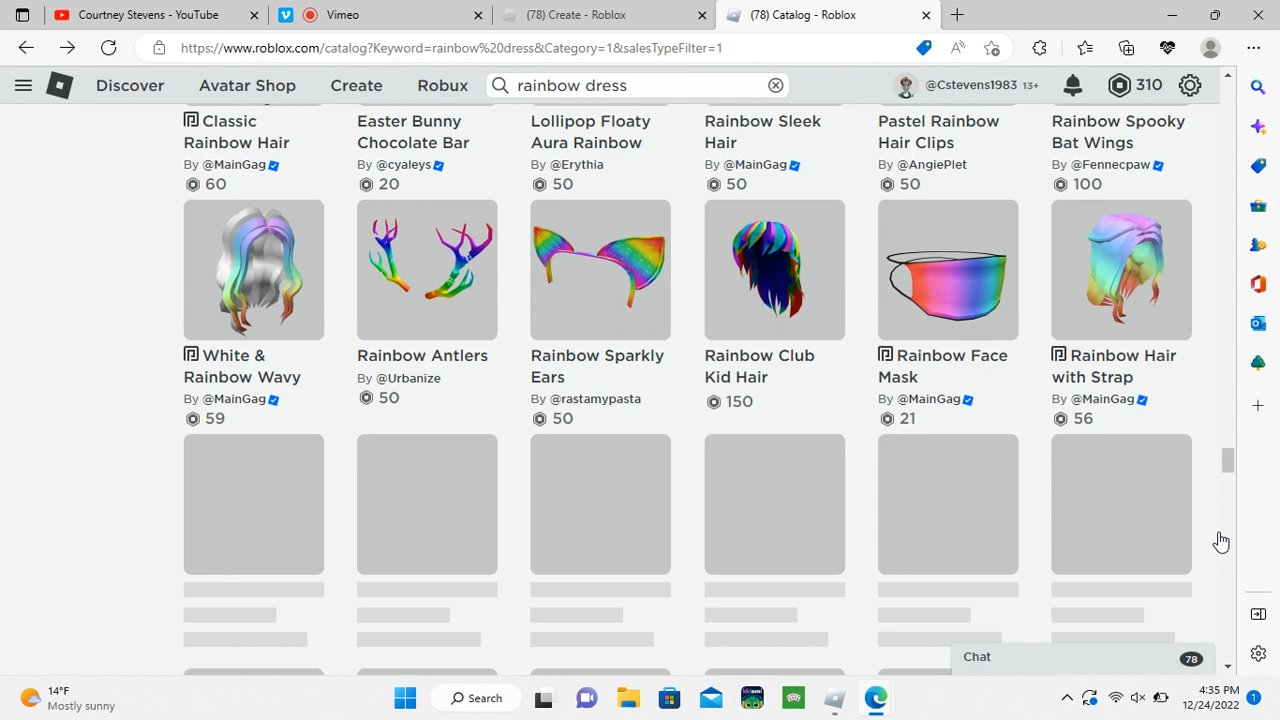 Courtney Stevens - YouTube
Vimeo
(78) Create - Roblox
(78) Catalog - Roblox
https://www.roblox.com/catalog?Keyword=rainbow%20dress&Category=1&salesTypeFilter=1
Discover
Avatar Shop
Create
Robux
rainbow dress
@Cstevens1983 13+
310
Classic
Rainbow Hair
By @MainGag
60
Easter Bunny
Chocolate Bar
By @cyaleys
20
Lollipop Floaty
Aura Rainbow
By @Erythia
50
Rainbow Sleek
Hair
By @MainGag
50
Pastel Rainbow
Hair Clips
By @AngiePlet
50
Rainbow Spooky
Bat Wings
By @Fennecpaw
100
White &
Rainbow Wavy
By @MainGag
59
Rainbow Antlers
By @Urbanize
50
Rainbow Sparkly
Ears
By @rastamypasta
50
Rainbow Club
Kid Hair
150
Rainbow Face
Mask
By @MainGag
21
Rainbow Hair
with Strap
By @MainGag
56
Chat
78
14°F
Mostly sunny
Search
4:35 PM
12/24/2022
1